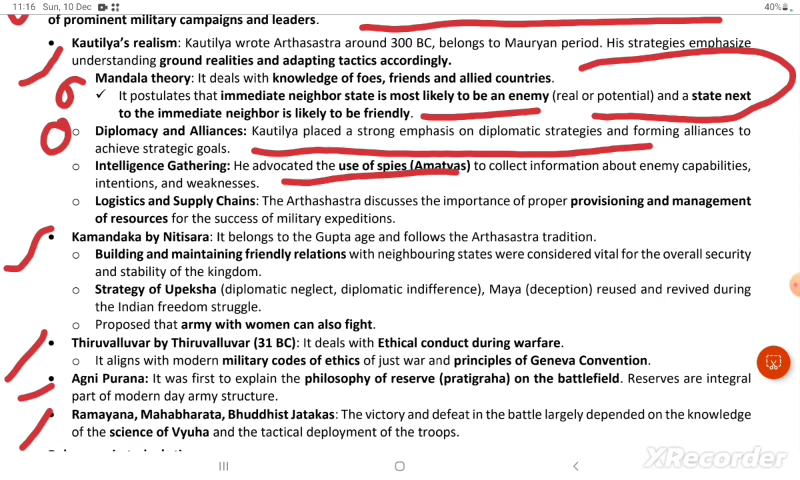 11:16 Sun, 10 Dec
40%
of prominent military campaigns and leaders.
• Kautilya's realism: Kautilya wrote Arthasastra around 300 BC, belongs to Mauryan period. His strategies emphasize
understanding ground realities and adapting tactics accordingly.
Mandala theory: It deals with knowledge of foes, friends and allied countries.
✓ It postulates that immediate neighbor state is most likely to be an enemy (real or potential) and a state next
to the immediate neighbor is likely to be friendly.
o Diplomacy and Alliances: Kautilya placed a strong emphasis on diplomatic strategies and forming alliances to
achieve strategic goals.
o Intelligence Gathering: He advocated the use of spies (Amatyas) to collect information about enemy capabilities,
intentions, and weaknesses.
o Logistics and Supply Chains: The Arthashastra discusses the importance of proper provisioning and management
of resources for the success of military expeditions.
• Kamandaka by Nitisara: It belongs to the Gupta age and follows the Arthasastra tradition.
o Building and maintaining friendly relations with neighbouring states were considered vital for the overall security
and stability of the kingdom.
o Strategy of Upeksha (diplomatic neglect, diplomatic indifference), Maya (deception) reused and revived during
the Indian freedom struggle.
o Proposed that army with women can also fight.
• Thiruvalluvar by Thiruvalluvar (31 BC): It deals with Ethical conduct during warfare.
o It aligns with modern military codes of ethics of just war and principles of Geneva Convention.
• Agni Purana: It was first to explain the philosophy of reserve (pratigraha) on the battlefield. Reserves are integral
part of modern day army structure.
• Ramayana, Mahabharata, Bhuddhist Jatakas: The victory and defeat in the battle largely depended on the knowledge
of the science of Vyuha and the tactical deployment of the troops.
XRecorder